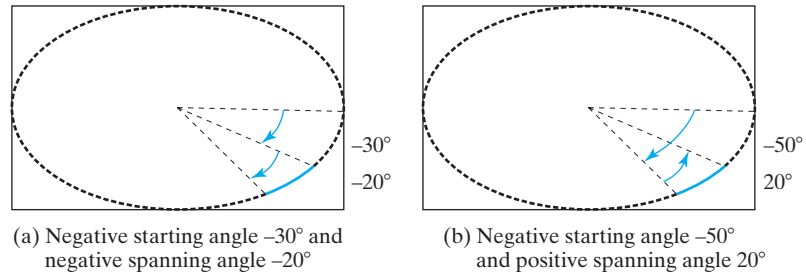 –30°
–20°
(a) Negative starting angle –30° and
negative spanning angle –20°
–50°
20°
(b) Negative starting angle –50°
and positive spanning angle 20°